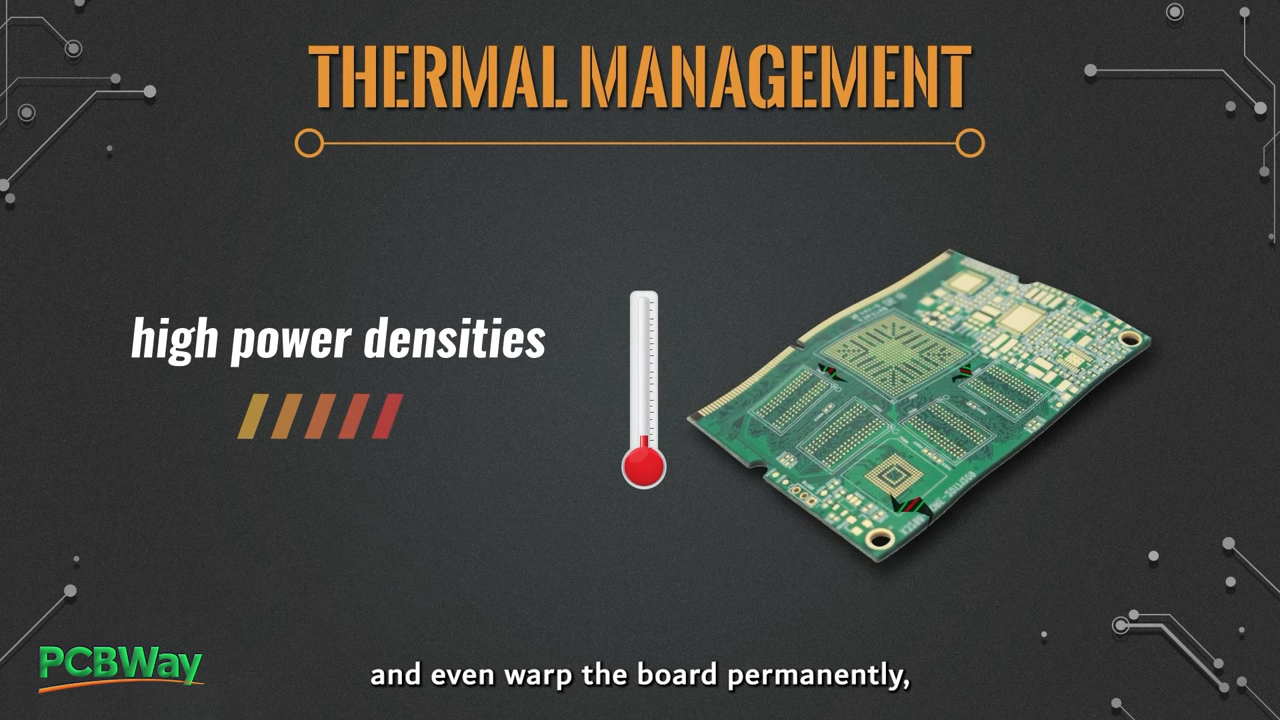 THERMAL MANAGEMENT
high power densities
PCBWay
and even warp the board permanently,